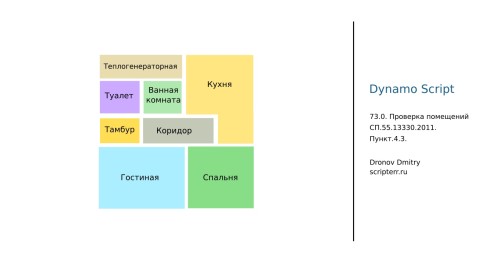 Теплогенераторная
Кухня
Туалет
Ванная
комната
Тамбур
Коридор
Гостиная
Спальня
Dynamo Script
73.0. Проверка помещений
СП.55.13330.2011.
Пункт.4.3.
Dronov Dmitry
scripterr.ru